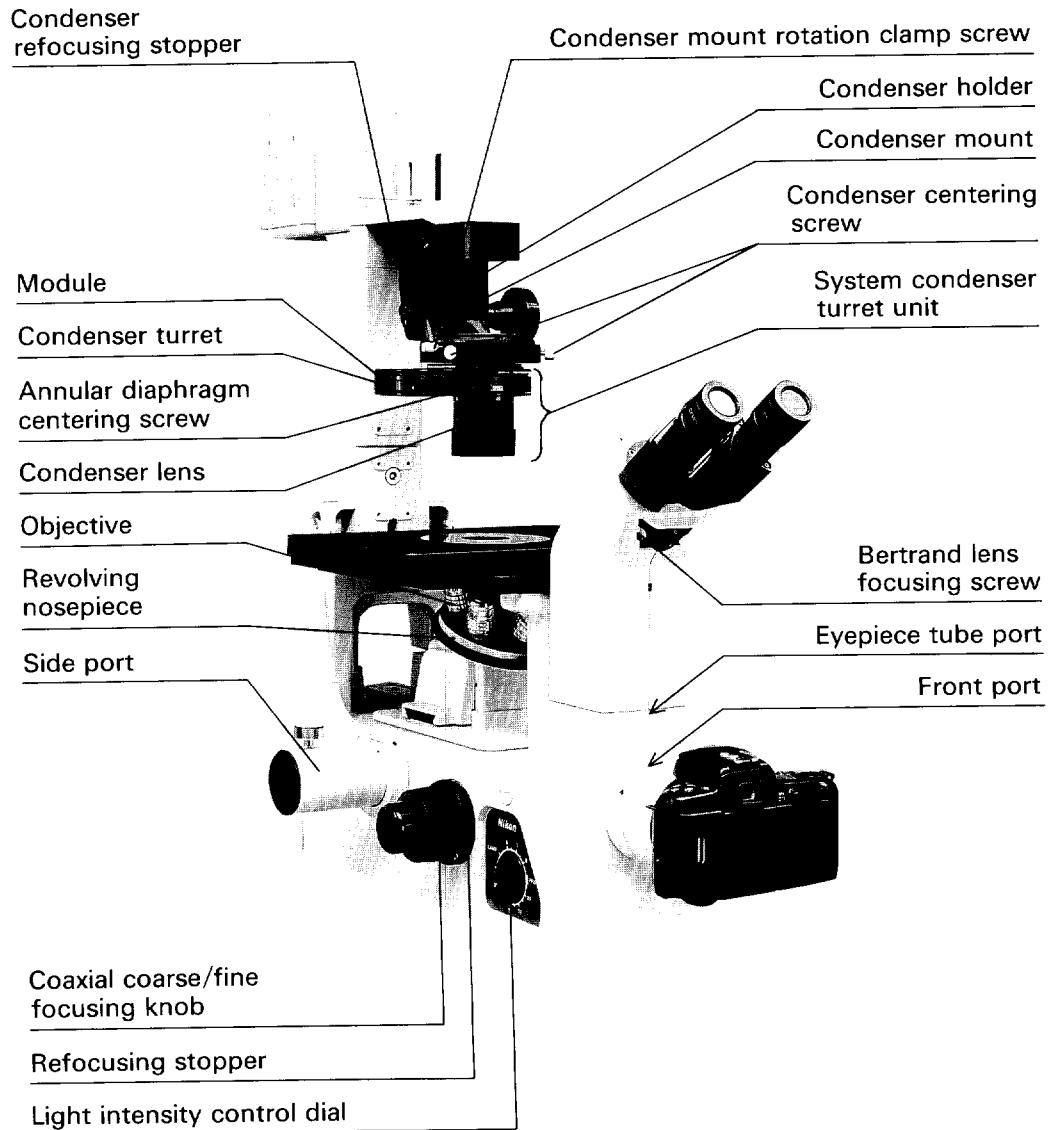 Condenser
refocusing stopper
Condenser mount rotation clamp screw
Condenser holder
Condenser mount
Condenser centering
screw
System condenser
turret unit
Module
Condenser turret
Annular diaphragm
centering screw
Condenser lens
Objective
Revolving
nosepiece
Side port
Bertrand lens
focusing screw
Eyepiece tube port
Front port
Nikon
Coaxial coarse/fine
focusing knob
Refocusing stopper
Light intensity control dial